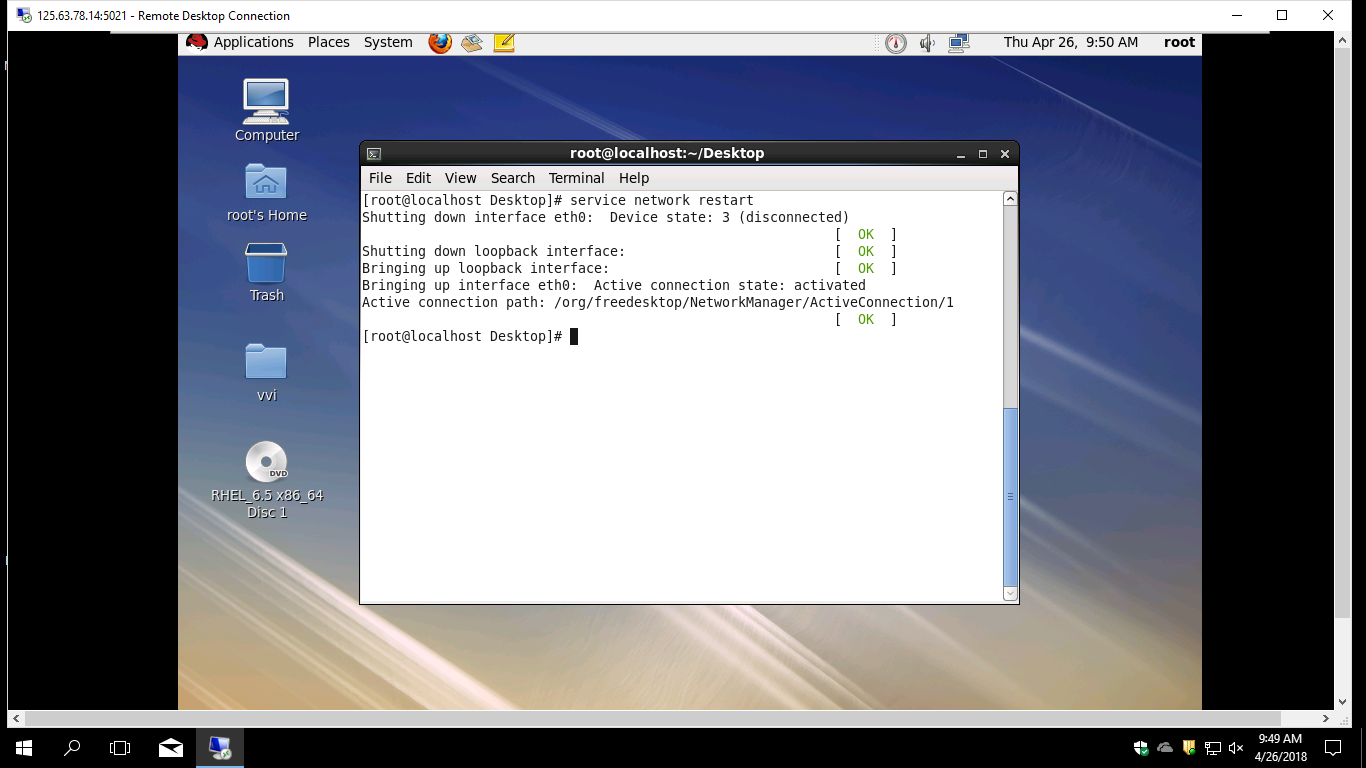 125.63.78.14:5021 - Remote Desktop Connection
Applications Places System Thu Apr 26, 9:50 AM root
Computer
root's Home
Trash
vvi
DVD
RHEL_6.5 x86_64
Disc 1
root@localhost:~/Desktop
File Edit View Search Terminal Help
[root@localhost Desktop]# service network restart
Shutting down interface eth0:  Device state: 3 (disconnected)
[  OK  ]
Shutting down loopback interface: [  OK  ]
Bringing up loopback interface: [  OK  ]
Bringing up interface eth0:  Active connection state: activated
Active connection path: /org/freedesktop/NetworkManager/ActiveConnection/1
[  OK  ]
[root@localhost Desktop]#
9:49 AM
4/26/2018